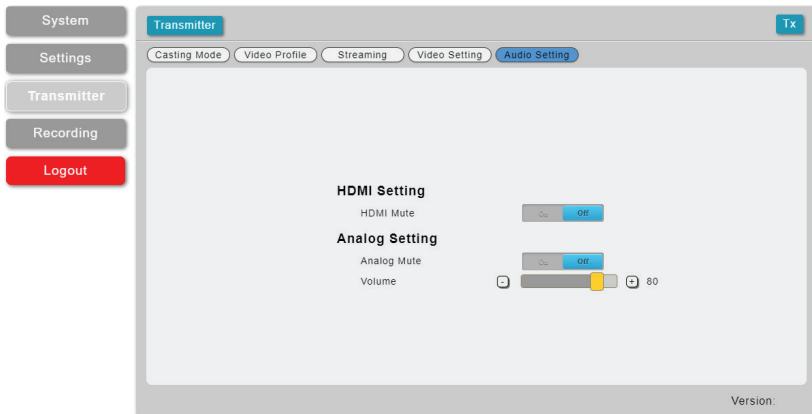 System
Settings
Transmitter
Recording
Logout
Transmitter
Tx
Casting Mode
Video Profile
Streaming
Video Setting
Audio Setting
HDMI Setting
HDMI Mute
On
Off
Analog Setting
Analog Mute
On
Off
Volume
-
+
80
Version: